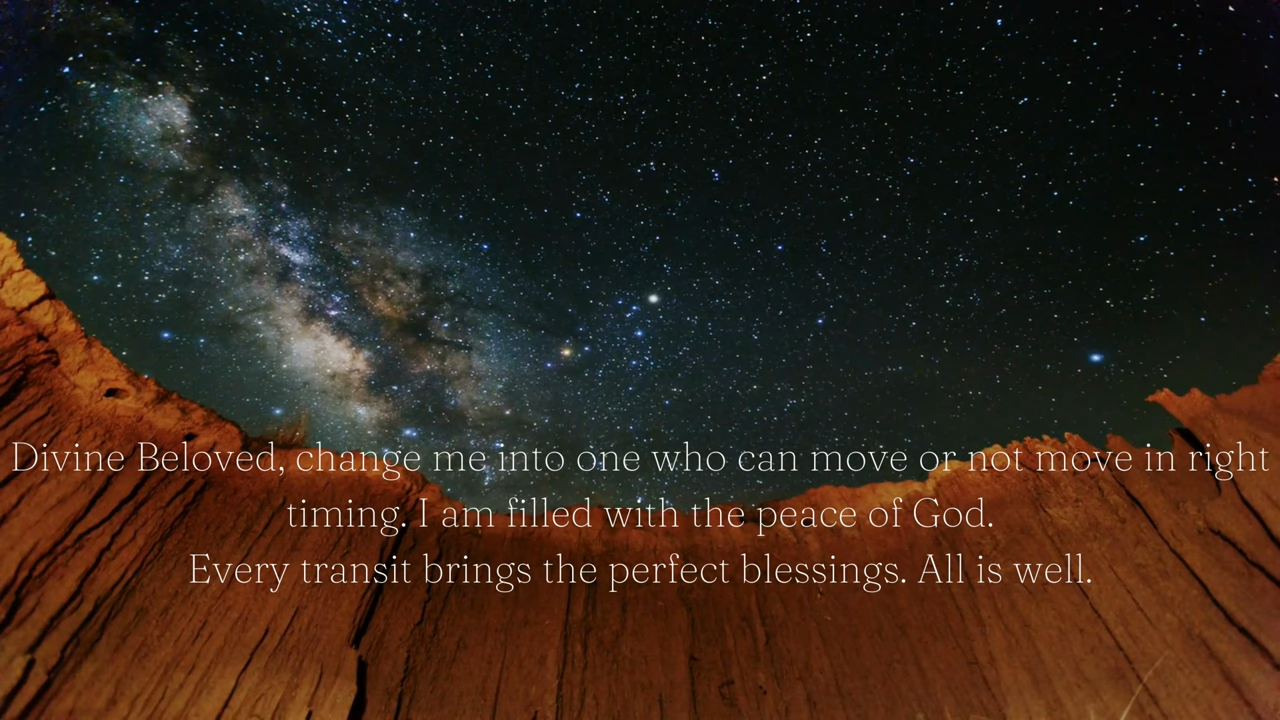 Divine Beloved, change me into one who can move or not move in right
timing. I am filled with the peace of God.
Every transit brings the perfect blessings. All is well.